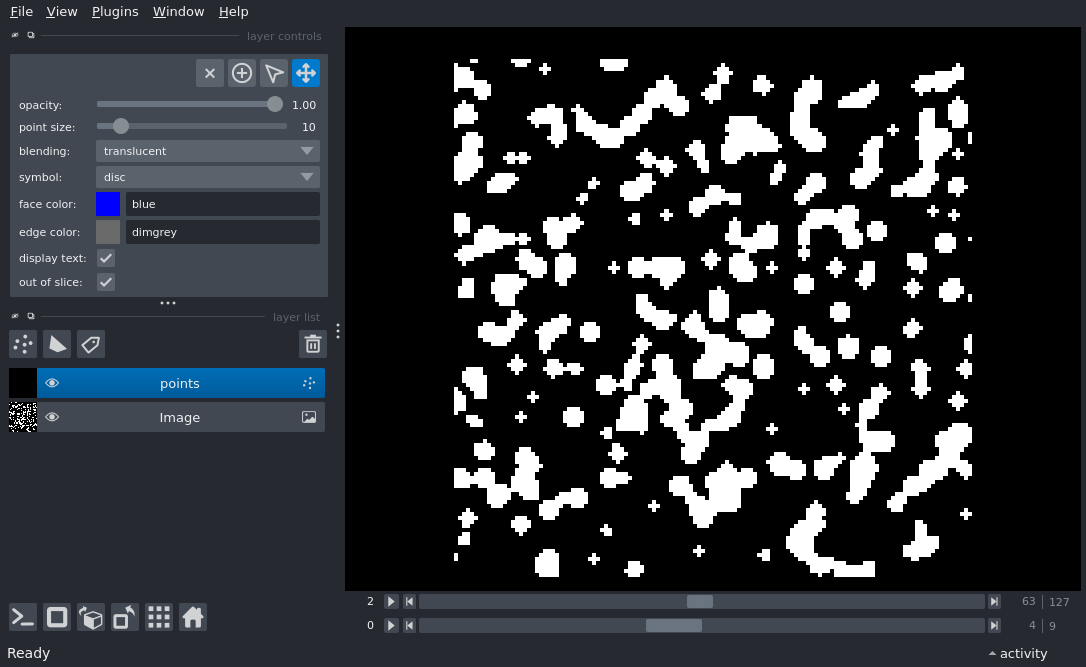 File View Plugins Window Help
layer controls
opacity: 1.00
point size: 10
blending: translucent
symbol: disc
face color: blue
edge color: dimgrey
display text:
out of slice:
layer list
points
Image
2 63 127
0 4 9
Ready activity